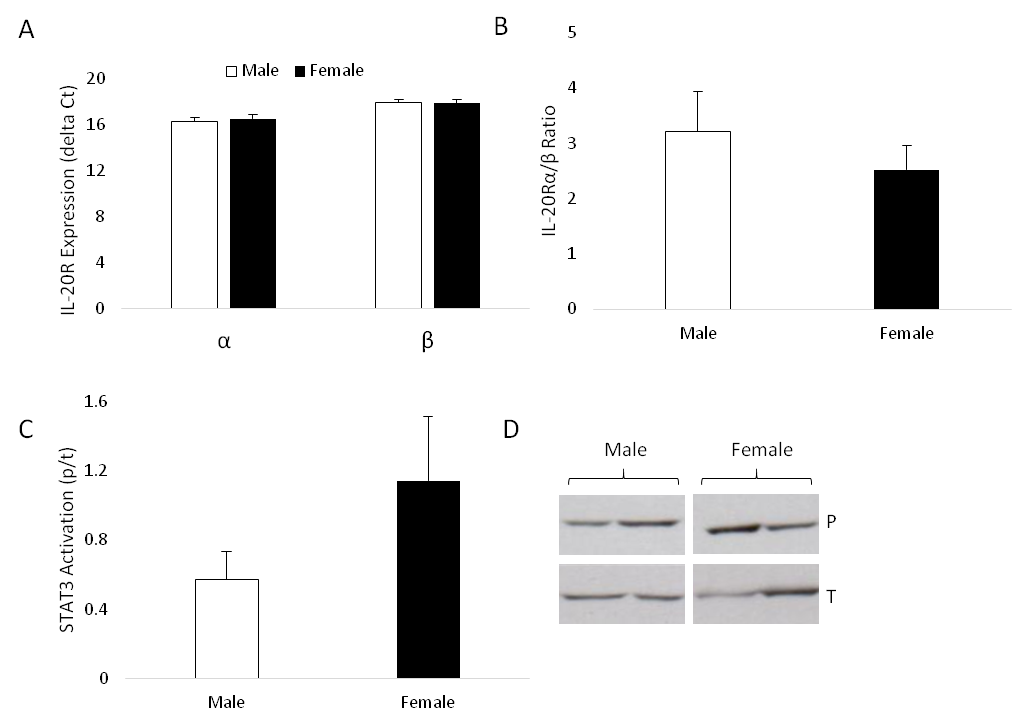 A
Male Female
IL-20R Expression (delta Ct)
20
16
12
8
4
0
α β
B
IL-20Rα/β Ratio
5
4
3
2
1
0
Male Female
C
STAT3 Activation (p/t)
1.6
1.2
0.8
0.4
0
Male Female
D
Male Female
P
T